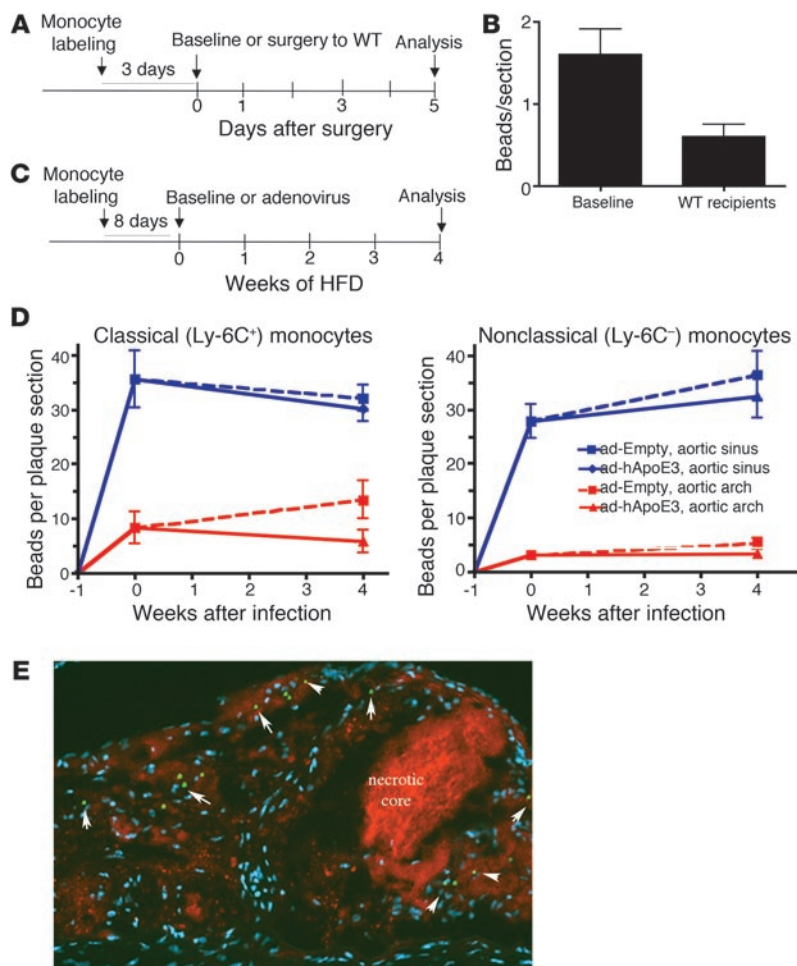 A
Monocyte
labeling
Baseline or surgery to WT
Analysis
3 days
0 1 3 5
Days after surgery
B
Beads/section
2
1
0
Baseline WT recipients
C
Monocyte
labeling
Baseline or adenovirus
Analysis
8 days
0 1 2 3 4
Weeks of HFD
D
Classical (Ly-6C⁺) monocytes
Beads per plaque section
40
30
20
10
0
-1 0 1 2 3 4
Weeks after infection
Nonclassical (Ly-6C⁻) monocytes
Beads per plaque section
40
30
20
10
0
ad-Empty, aortic sinus
ad-hApoE3, aortic sinus
ad-Empty, aortic arch
ad-hApoE3, aortic arch
-1 0 1 2 3 4
Weeks after infection
E
necrotic
core